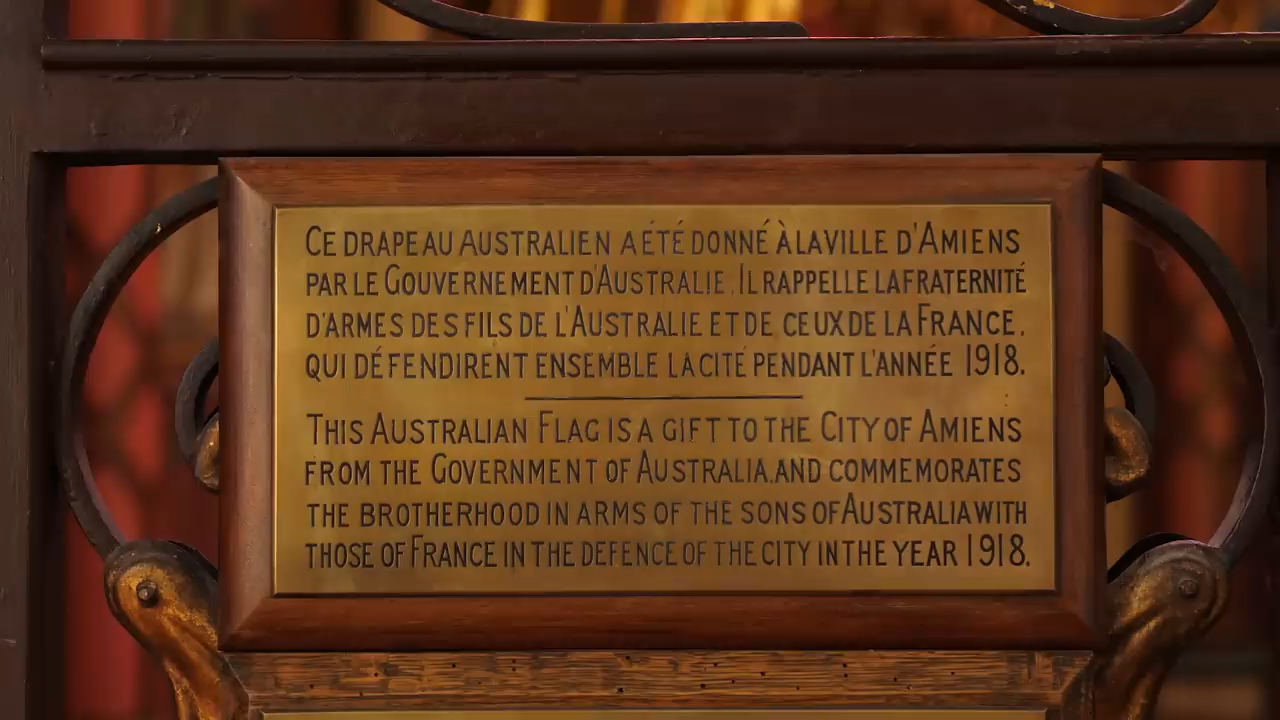 CE DRAPEAU AUSTRALIEN A ÉTÉ DONNÉ À LA VILLE D'AMIENS
PAR LE GOUVERNEMENT D'AUSTRALIE. IL RAPPELLE LA FRATERNITÉ
D'ARMES DES FILS DE L'AUSTRALIE ET DE CEUX DE LA FRANCE,
QUI DÉFENDIRENT ENSEMBLE LA CITÉ PENDANT L'ANNÉE 1918.
THIS AUSTRALIAN FLAG IS A GIFT TO THE CITY OF AMIENS
FROM THE GOVERNMENT OF AUSTRALIA, AND COMMEMORATES
THE BROTHERHOOD IN ARMS OF THE SONS OF AUSTRALIA WITH
THOSE OF FRANCE IN THE DEFENCE OF THE CITY IN THE YEAR 1918.